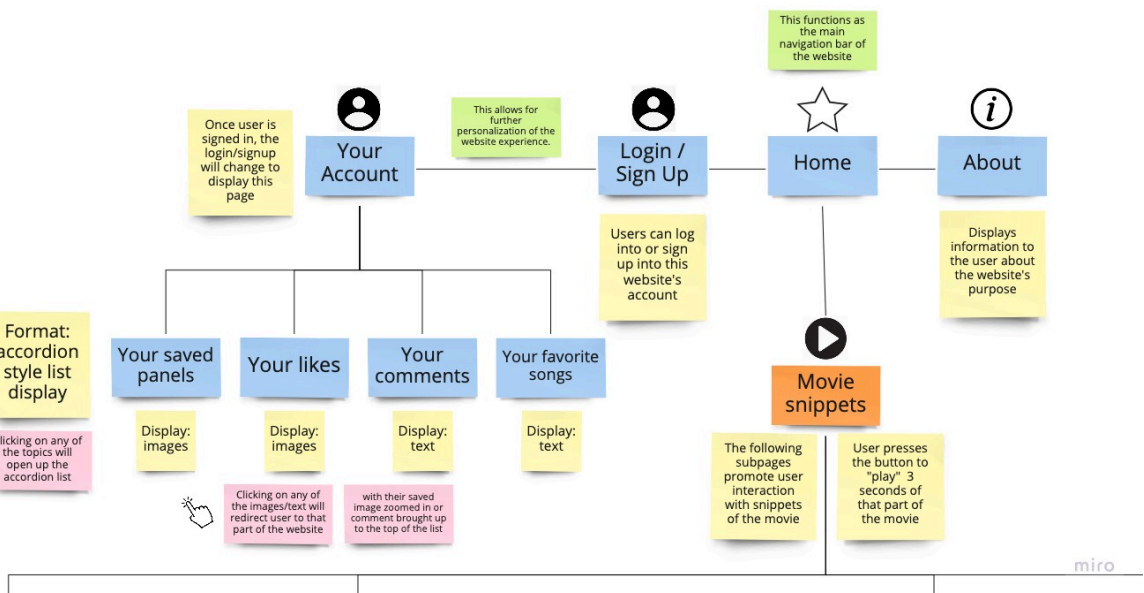 This functions as
the main
navigation bar of
the website
Once user is
signed in, the
login/signup
will change to
display this
page
Your
Account
This allows for
further
personalization of the
website experience.
Login /
Sign Up
Home
i
About
Users can log
into or sign
up into this
website's
account
Displays
information to
the user about
the website's
purpose
Format:
accordion
style list
display
licking on any of
the topics will
open up the
accordion list
Your saved
panels
Your likes
Your
comments
Your favorite
songs
Display:
images
Display:
images
Display:
text
Display:
text
Clicking on any of
the images/text will
redirect user to that
part of the website
with their saved
image zoomed in or
comment brought up
to the top of the list
Movie
snippets
The following
subpages
promote user
interaction
with snippets
of the movie
User presses
the button to
"play" 3
seconds of
that part of
the movie
miro